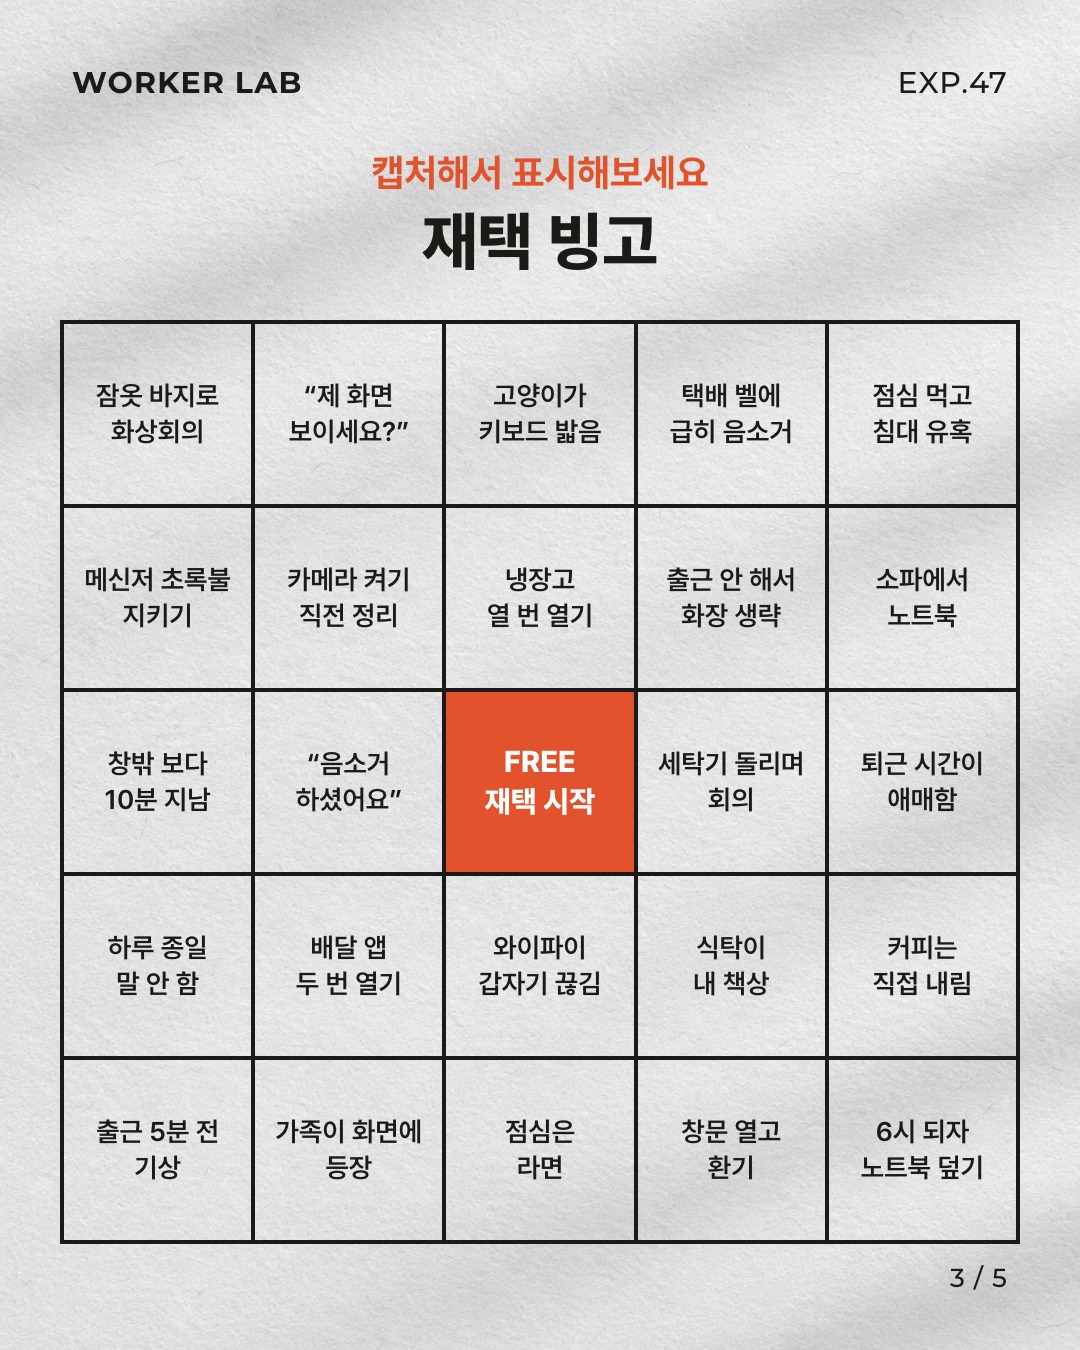 WORKER LAB
EXP.47
캡처해서 표시해보세요
재택 빙고
잠옷 바지로
화상회의
“제 화면
보이세요?”
고양이가
키보드 밟음
택배 벨에
급히 음소거
점심 먹고
침대 유혹
메신저 초록불
지키기
카메라 켜기
직전 정리
냉장고
열 번 열기
출근 안 해서
화장 생략
소파에서
노트북
창밖 보다
10분 지남
“음소거
하셨어요”
FREE
재택 시작
세탁기 돌리며
회의
퇴근 시간이
애매함
하루 종일
말 안 함
배달 앱
두 번 열기
와이파이
갑자기 끊김
식탁이
내 책상
커피는
직접 내림
출근 5분 전
기상
가족이 화면에
등장
점심은
라면
창문 열고
환기
6시 되자
노트북 덮기
3 / 5